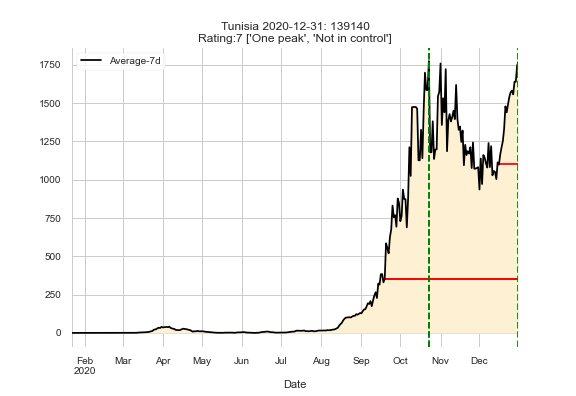 Tunisia 2020-12-31: 139140
Rating:7 ['One peak', 'Not in control']
Average-7d
1750
1500
1250
1000
750
500
250
0
Feb Mar Apr May Jun Jul Aug Sep Oct Nov Dec
2020
Date